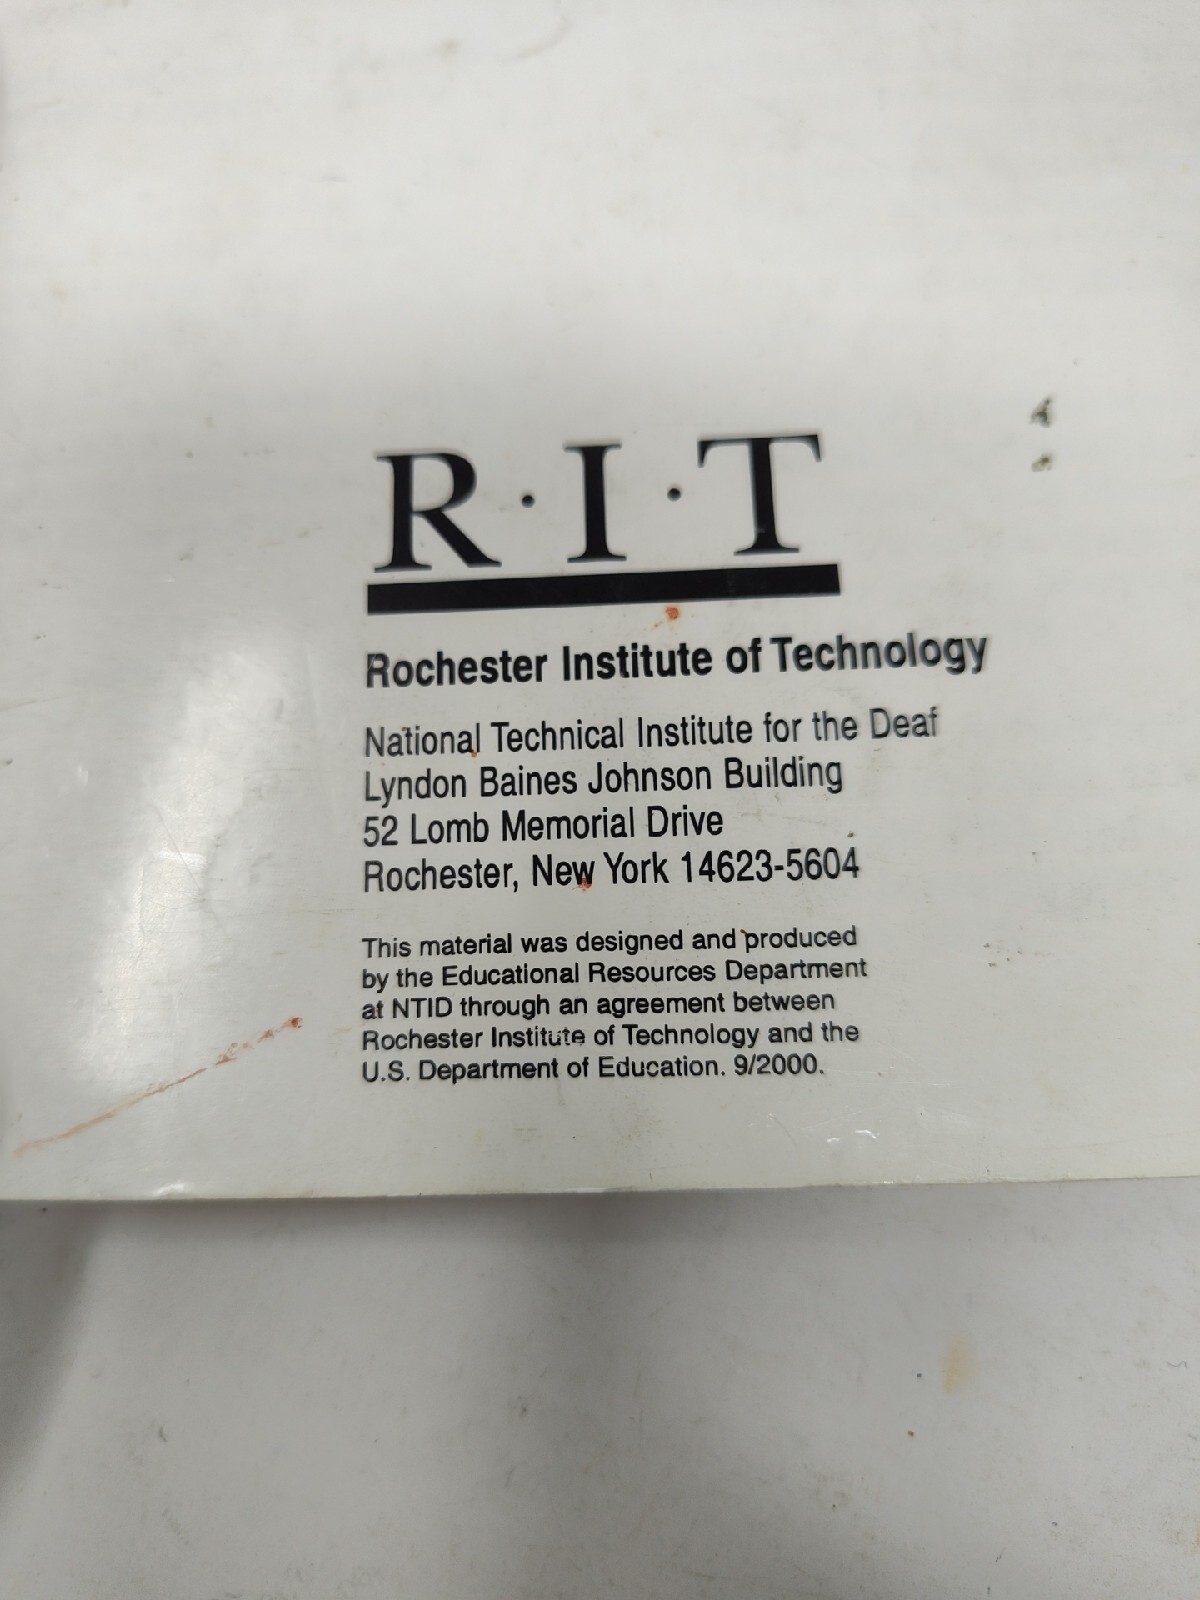 R·I·T
Rochester Institute of Technology
National Technical Institute for the Deaf
Lyndon Baines Johnson Building
52 Lomb Memorial Drive
Rochester, New York 14623-5604
This material was designed and produced
by the Educational Resources Department
at NTID through an agreement between
Rochester Institute of Technology and the
U.S. Department of Education. 9/2000.